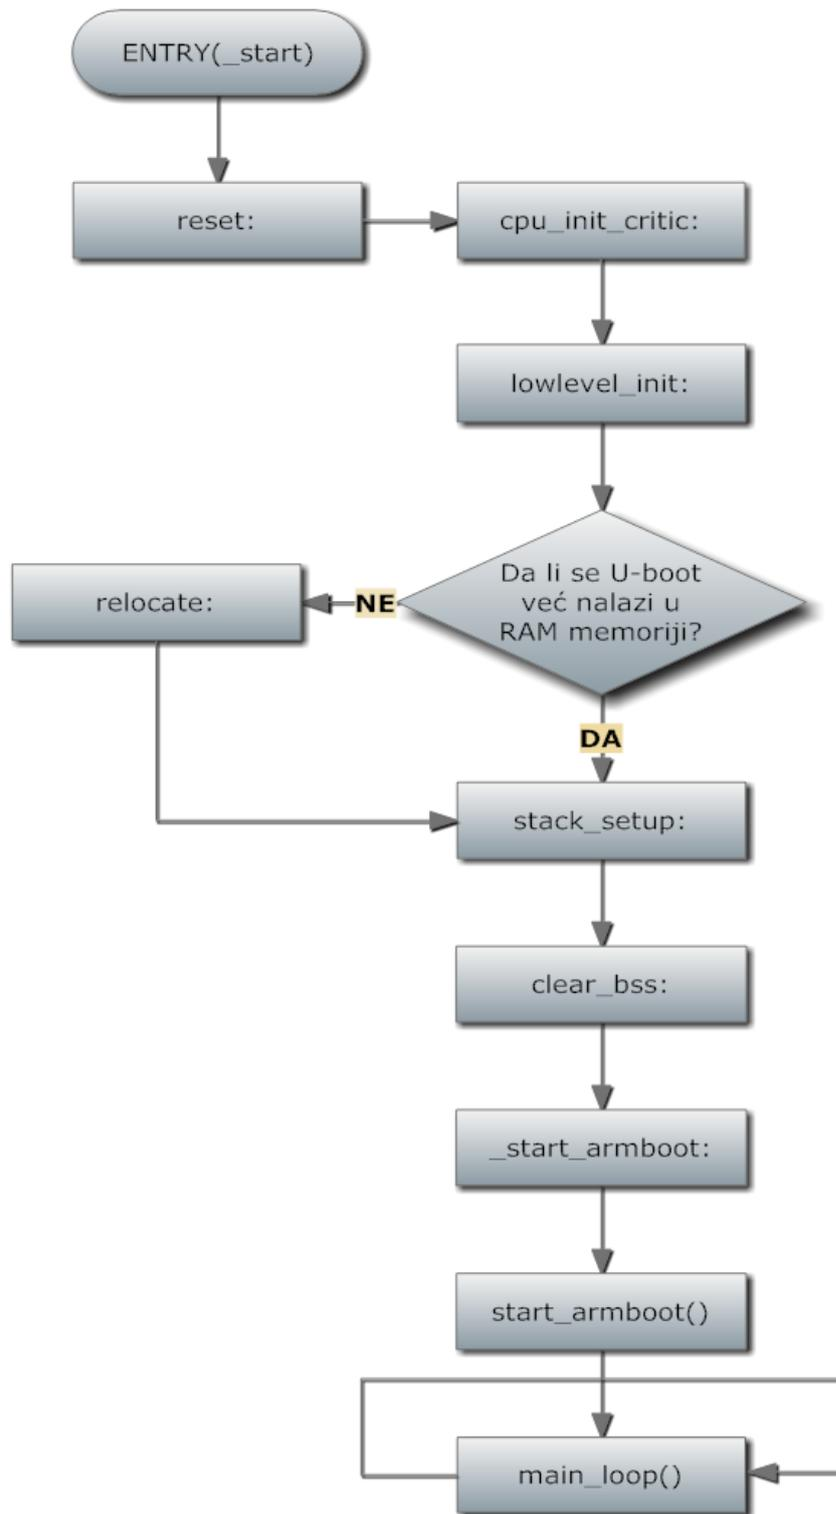 ENTRY(_start)
reset:
cpu_init_critic:
lowlevel_init:
Da li se U-boot
već nalazi u
RAM memoriji?
NE
relocate:
DA
stack_setup:
clear_bss:
_start_armboot:
start_armboot()
main_loop()